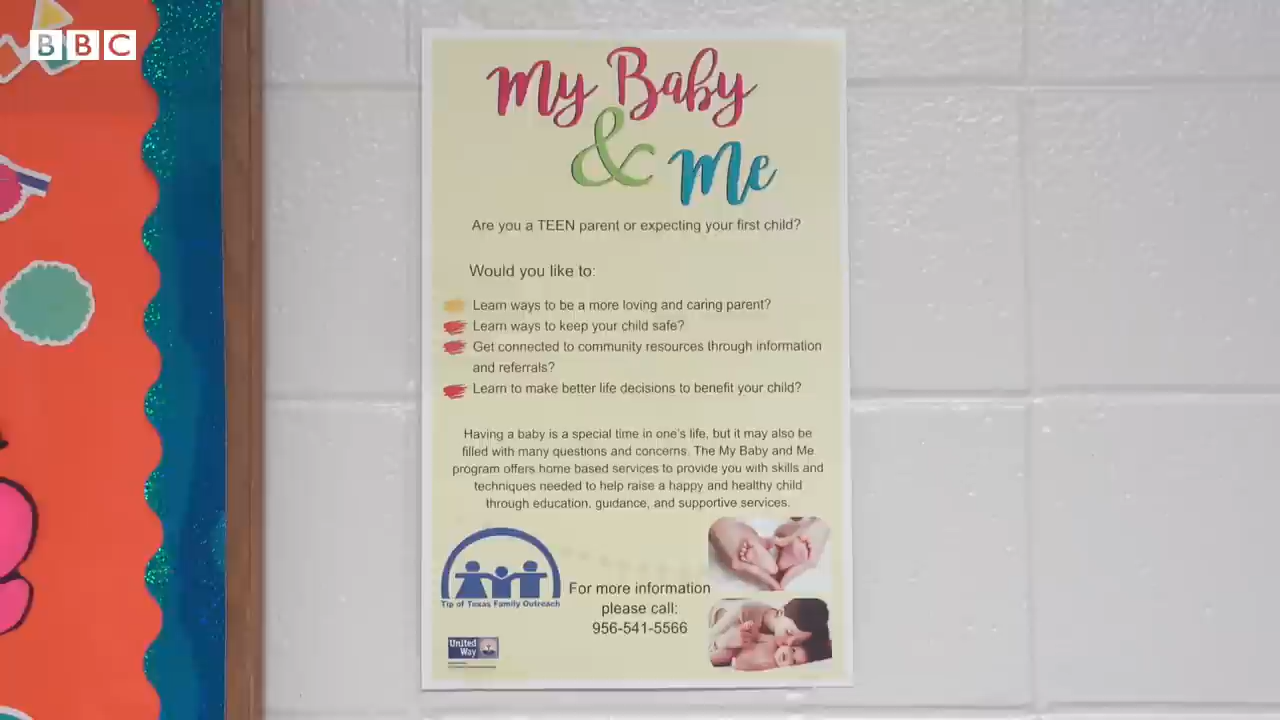 BBC
My Baby
& Me
Are you a TEEN parent or expecting your first child?
Would you like to:
Learn ways to be a more loving and caring parent?
Learn ways to keep your child safe?
Get connected to community resources through information
and referrals?
Learn to make better life decisions to benefit your child?
Having a baby is a special time in one's life, but it may also be
filled with many questions and concerns. The My Baby and Me
program offers home based services to provide you with skills and
techniques needed to help raise a happy and healthy child
through education, guidance, and supportive services.
Tip of Texas Family Outreach
For more information
please call:
956-541-5566
United
Way